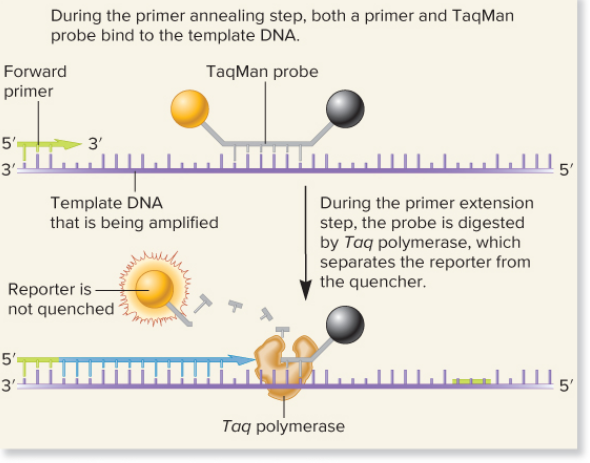 During the primer annealing step, both a primer and TaqMan
probe bind to the template DNA.
Forward
primer
TaqMan probe
5′
3′
3′
5′
Template DNA
that is being amplified
During the primer extension
step, the probe is digested
by Taq polymerase, which
separates the reporter from
the quencher.
Reporter is
not quenched
5′
3′
5′
Taq polymerase